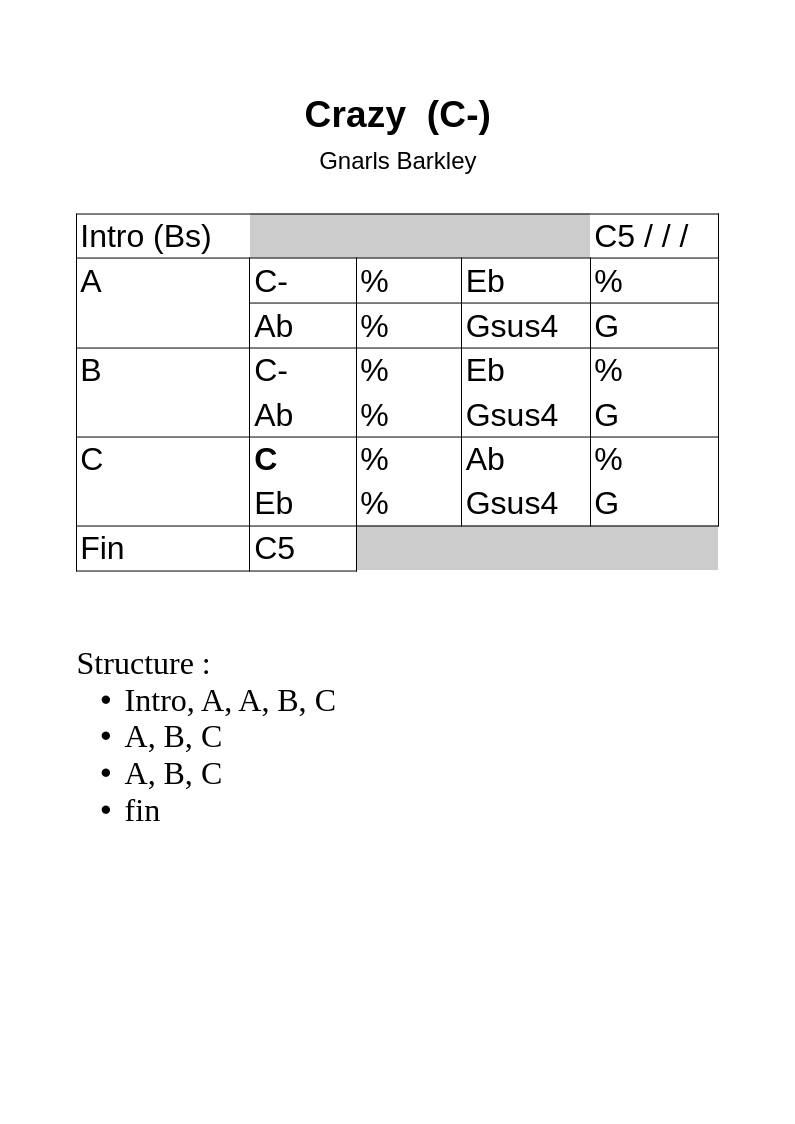 Crazy  (C-)
Gnarls Barkley
Intro (Bs) C5 / / /
A C- % Eb %
Ab % Gsus4 G
B C- % Eb %
Ab % Gsus4 G
C C % Ab %
Eb % Gsus4 G
Fin C5
Structure :
• Intro, A, A, B, C
• A, B, C
• A, B, C
• fin